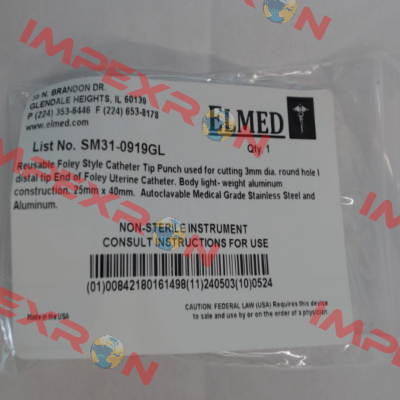 IMPEXRON
N. BRANDON DR.
GLENDALE HEIGHTS, IL 60139
P (224) 353-6446 F (224) 653-8178
www.elmed.com
ELMED
List No. SM31-0919GL
Qty. 1
Reusable Foley Style Catheter Tip Punch used for cutting 3mm dia. round hole I
distal tip End of Foley Uterine Catheter. Body light- weight aluminum
construction. 25mm x 40mm. Autoclavable Medical Grade Stainless Steel and
Aluminum.
NON-STERILE INSTRUMENT
CONSULT INSTRUCTIONS FOR USE
(01)00842180161498(11)240503(10)0524
CAUTION: FEDERAL LAW (USA) Requires this device
to sale and use by or on the order of a physician.
Made in the USA
IMPEXRON
IMPEXRON